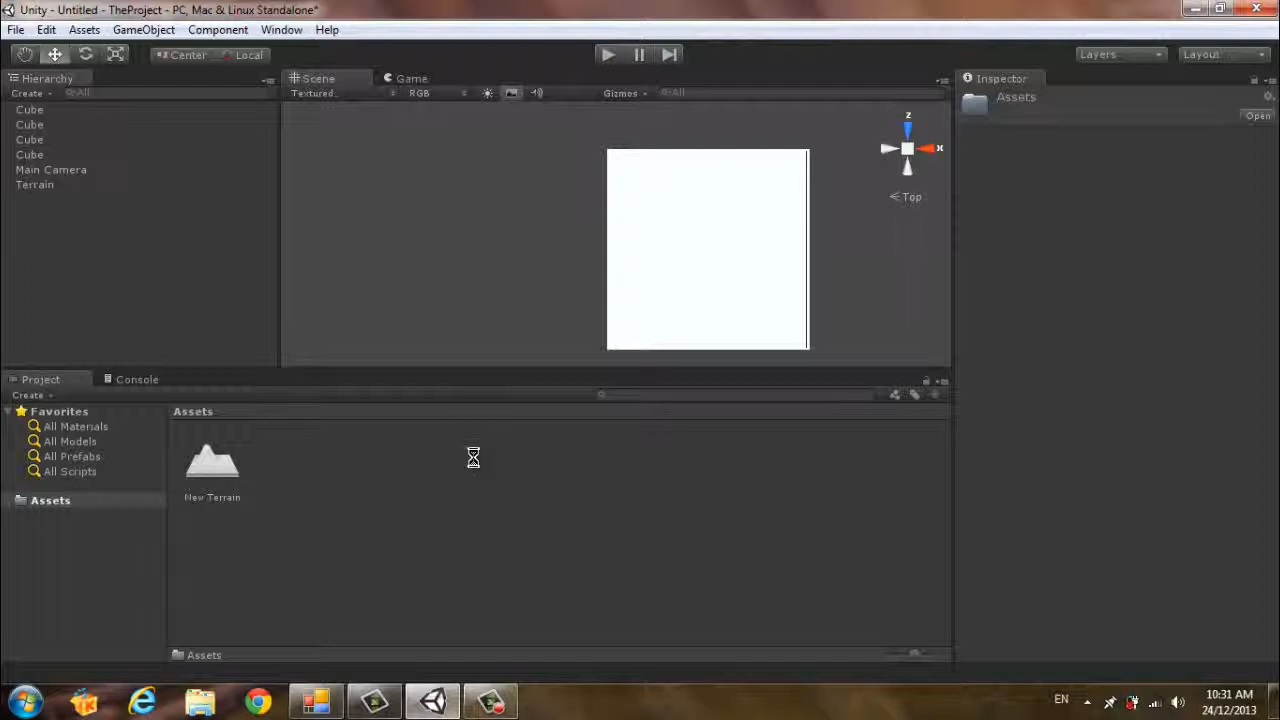 Unity - Untitled - TheProject - PC, Mac & Linux Standalone*
File Edit Assets GameObject Component Window Help
Center Local Layers Layout
Hierarchy Scene Game Inspector
Create All Textured RGB Gizmos All Assets
Open
Cube
Cube
Cube
Cube
Main Camera
Terrain
z
x
Top
Project Console
Create
Favorites Assets
All Materials
All Models
All Prefabs
All Scripts
Assets
New Terrain
Assets
EN 10:31 AM
24/12/2013